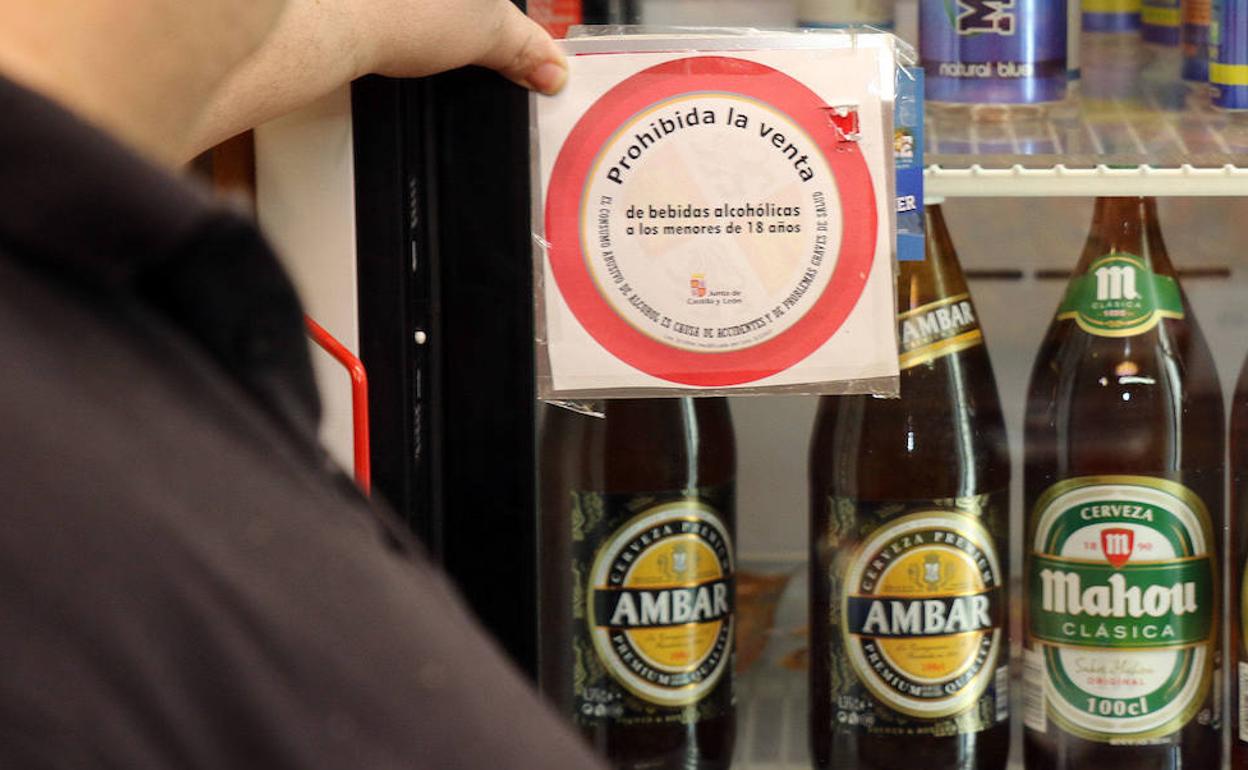 Prohibida la venta
de bebidas alcohólicas
a los menores de 18 años
EL CONSUMO ABUSIVO DE ALCOHOL ES CAUSA DE ACCIDENTES Y DE PROBLEMAS GRAVES DE SALUD
Junta de
Castilla y León
natural blue
ER
AMBAR
M
CLÁSICA
CERVEZA PREMIUM
AMBAR
PREMIUM QUALITY
CERVEZA PREMIUM
AMBAR
PREMIUM QUALITY
CERVEZA
18 M 90
Mahou
CLÁSICA
Sabor Mahou
ORIGINAL
100cl